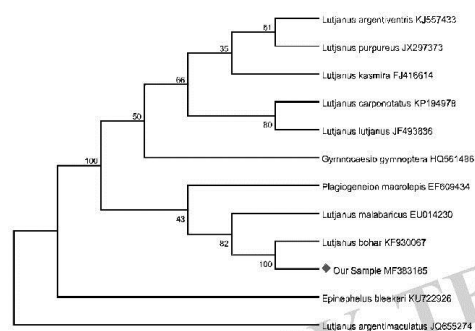 61
Lutjanus argentiventris KJ557433
35
Lutjanus purpureus JX297373
66
Lutjanus kasmira FJ416614
Lutjanus carponotatus KP194978
50
80
Lutjanus lutjanus JF493836
100
Gymnocaesio gymnoptera HQ561486
Plagiogeneion macrolepis EF609434
43
Lutjanus malabaricus EU014230
82
Lutjanus bohar KF930067
100
Our Sample MF383165
Epinephelus bleekeri KU722926
Lutjanus argentimaculatus JQ655274